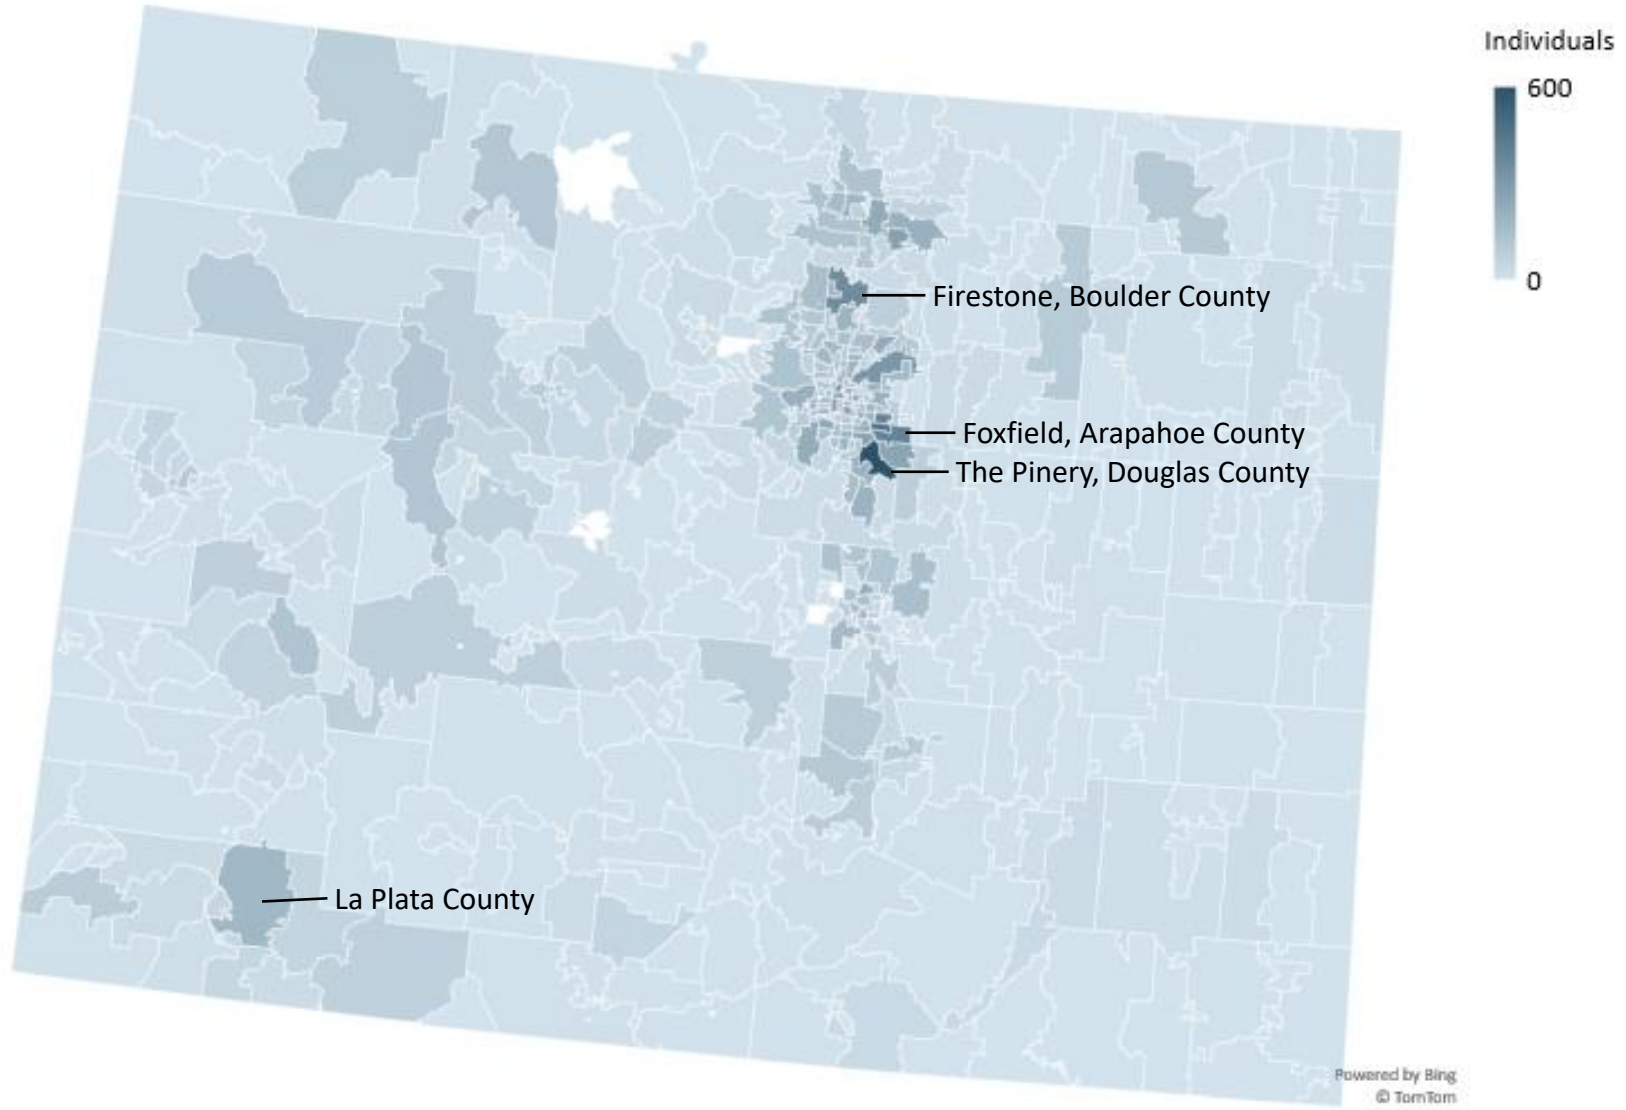 Individuals
600
0
Firestone, Boulder County
Foxfield, Arapahoe County
The Pinery, Douglas County
La Plata County
Powered by Bing
© TomTom